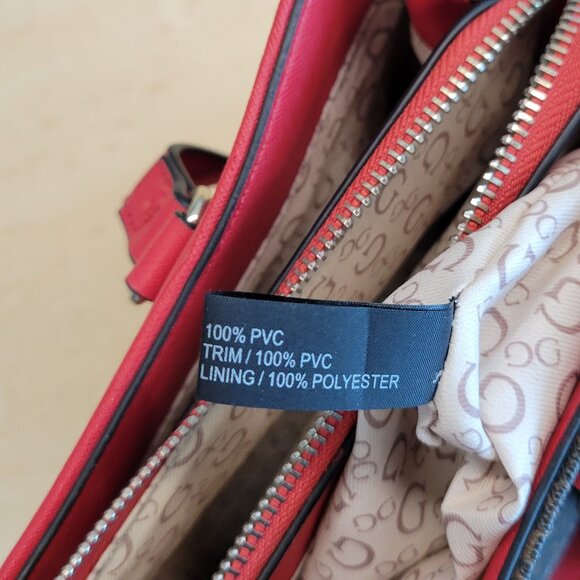 100% PVC
TRIM / 100% PVC
LINING / 100% POLYESTER